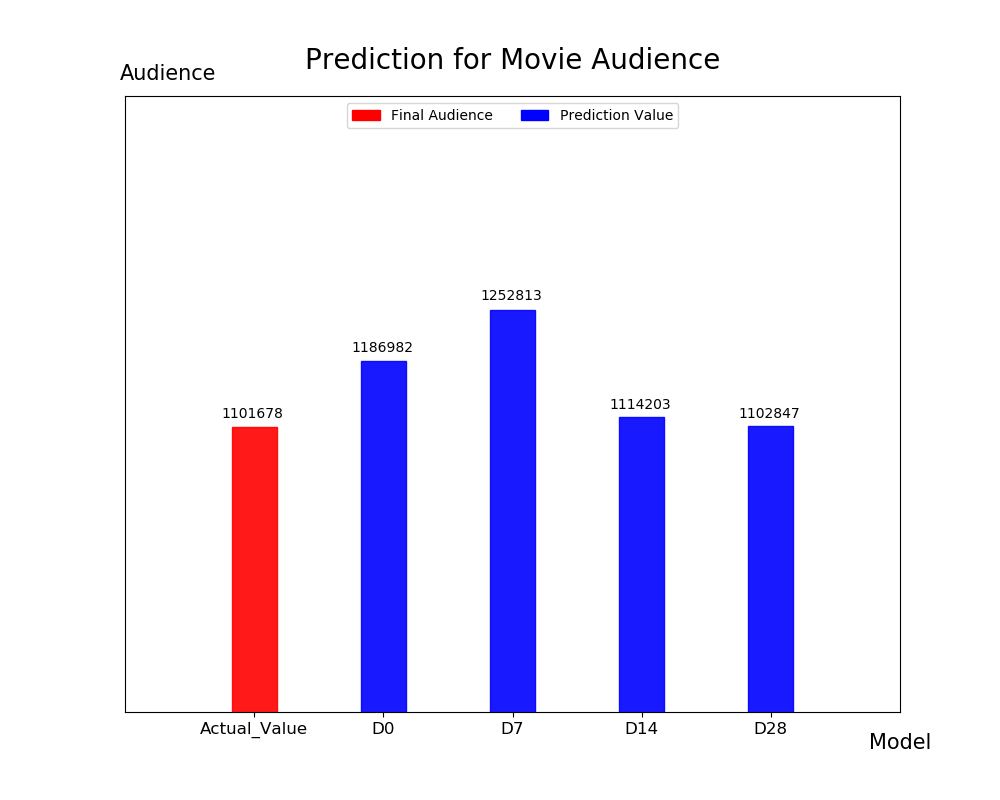 Prediction for Movie Audience
Audience
Final Audience Prediction Value
1252813
1186982
1114203
1101678 1102847
Actual_Value D0 D7 D14 D28
Model